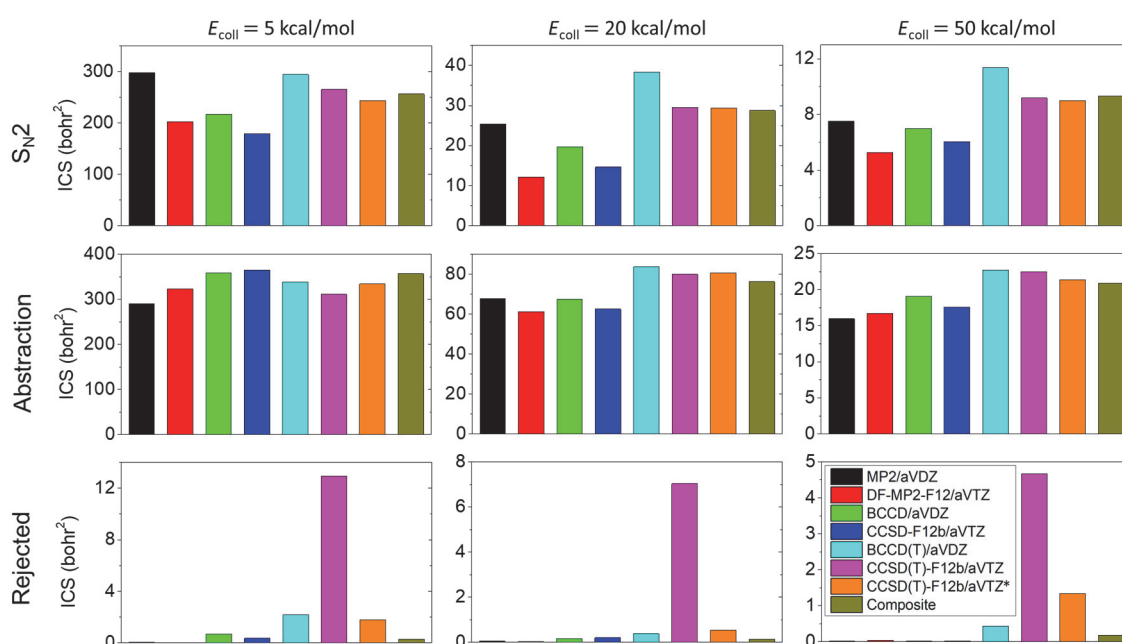 E_coll = 5 kcal/mol
E_coll = 20 kcal/mol
E_coll = 50 kcal/mol
S_N2
ICS (bohr²)
300
200
100
0
40
30
20
10
0
12
8
4
0
Abstraction
ICS (bohr²)
400
300
200
100
0
80
60
40
20
0
25
20
15
10
5
0
Rejected
ICS (bohr²)
12
9
6
3
0
8
6
4
2
0
5
4
3
2
1
0
MP2/aVDZ
DF-MP2-F12/aVTZ
BCCD/aVDZ
CCSD-F12b/aVTZ
BCCD(T)/aVDZ
CCSD(T)-F12b/aVTZ
CCSD(T)-F12b/aVTZ*
Composite